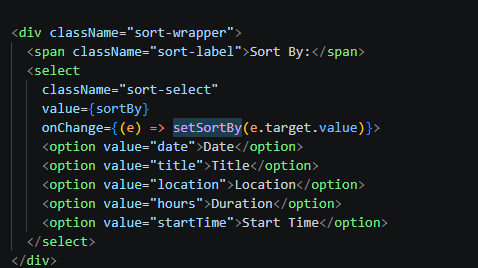 <div className="sort-wrapper">
<span className="sort-label">Sort By:</span>
<select
className="sort-select"
value={sortBy}
onChange={(e) => setSortBy(e.target.value)}>
<option value="date">Date</option>
<option value="title">Title</option>
<option value="location">Location</option>
<option value="hours">Duration</option>
<option value="startTime">Start Time</option>
</select>
</div>